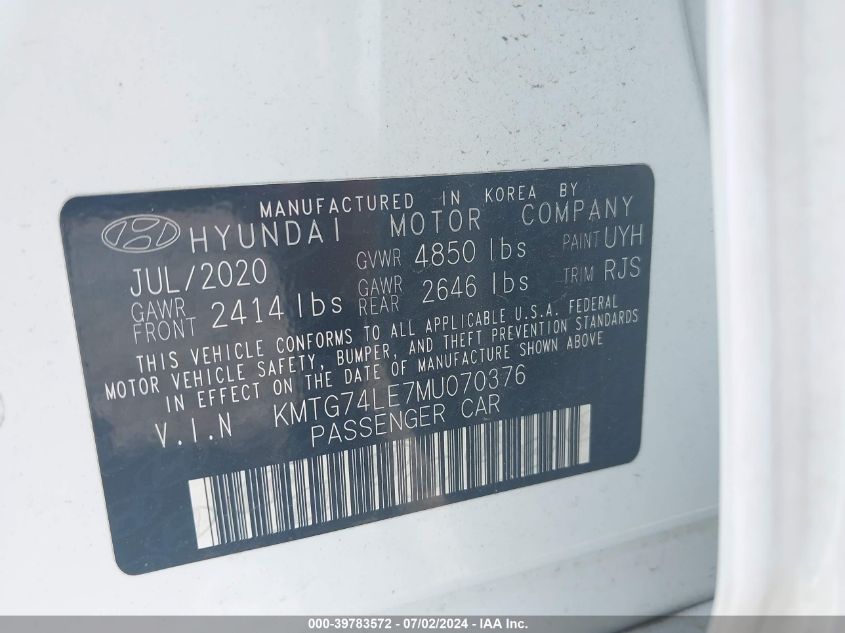 MANUFACTURED IN KOREA BY
HYUNDAI MOTOR COMPANY
JUL/2020 GVWR 4850 lbs PAINT UYH
GAWR FRONT 2414 lbs GAWR REAR 2646 lbs TRIM RJS
THIS VEHICLE CONFORMS TO ALL APPLICABLE U.S.A. FEDERAL
MOTOR VEHICLE SAFETY, BUMPER, AND THEFT PREVENTION STANDARDS
IN EFFECT ON THE DATE OF MANUFACTURE SHOWN ABOVE
V.I.N KMTG74LE7MU070376
PASSENGER CAR
000-39783572 - 07/02/2024 - IAA Inc.